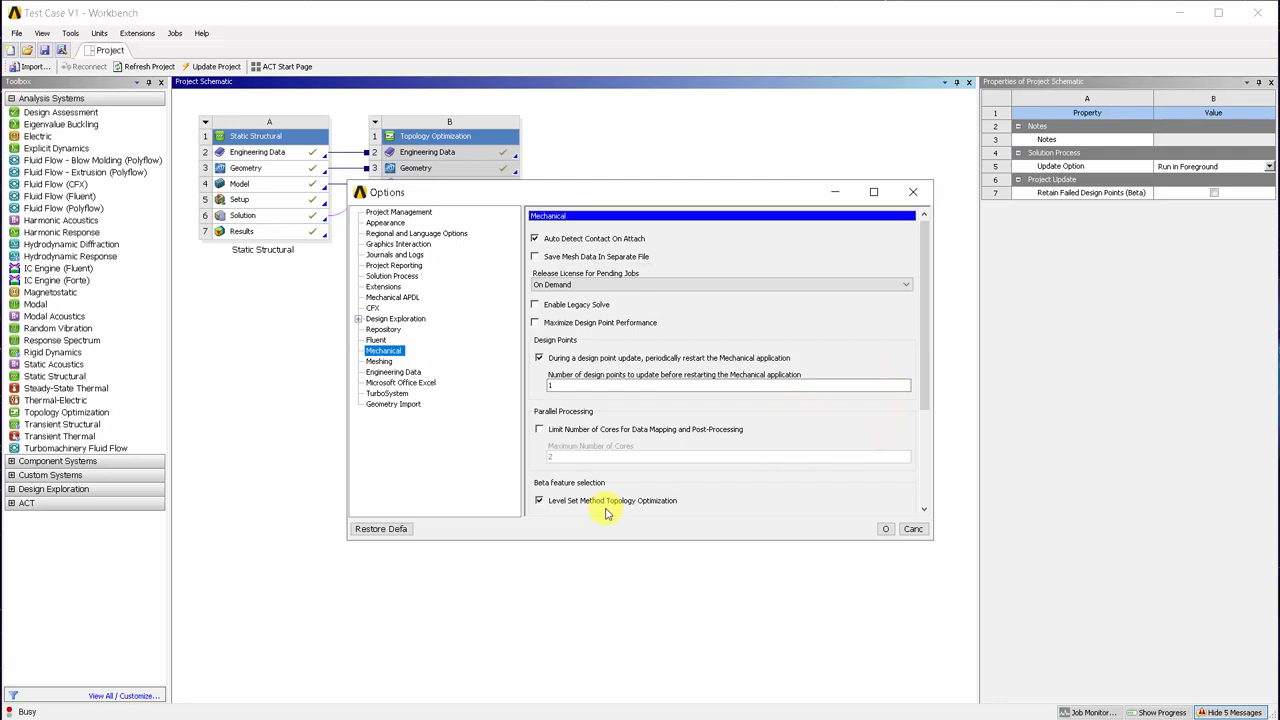 Test Case V1 - Workbench
File View Tools Units Extensions Jobs Help
Project
Import... Reconnect Refresh Project Update Project ACT Start Page
Toolbox
Analysis Systems
Design Assessment
Eigenvalue Buckling
Electric
Explicit Dynamics
Fluid Flow - Blow Molding (Polyflow)
Fluid Flow - Extrusion (Polyflow)
Fluid Flow (CFX)
Fluid Flow (Fluent)
Fluid Flow (Polyflow)
Harmonic Acoustics
Harmonic Response
Hydrodynamic Diffraction
Hydrodynamic Response
IC Engine (Fluent)
IC Engine (Forte)
Magnetostatic
Modal
Modal Acoustics
Random Vibration
Response Spectrum
Rigid Dynamics
Static Acoustics
Static Structural
Steady-State Thermal
Thermal-Electric
Topology Optimization
Transient Structural
Transient Thermal
Turbomachinery Fluid Flow
Component Systems
Custom Systems
Design Exploration
ACT
View All / Customize...
Project Schematic
A
1 Static Structural
2 Engineering Data
3 Geometry
4 Model
5 Setup
6 Solution
7 Results
Static Structural
B
1 Topology Optimization
2 Engineering Data
3 Geometry
Options
Project Management
Appearance
Regional and Language Options
Graphics Interaction
Journals and Logs
Project Reporting
Solution Process
Extensions
Mechanical APDL
CFX
Design Exploration
Repository
Fluent
Mechanical
Meshing
Engineering Data
Microsoft Office Excel
TurboSystem
Geometry Import
Mechanical
Auto Detect Contact On Attach
Save Mesh Data In Separate File
Release License for Pending Jobs
On Demand
Enable Legacy Solve
Maximize Design Point Performance
Design Points
During a design point update, periodically restart the Mechanical application
Number of design points to update before restarting the Mechanical application
1
Parallel Processing
Limit Number of Cores for Data Mapping and Post-Processing
Maximum Number of Cores
2
Beta feature selection
Level Set Method Topology Optimization
Restore Defa
O Canc
Properties of Project Schematic
A B
1 Property Value
2 Notes
3 Notes
4 Solution Process
5 Update Option Run in Foreground
6 Project Update
7 Retain Failed Design Points (Beta)
Busy
Job Monitor... Show Progress Hide 5 Messages